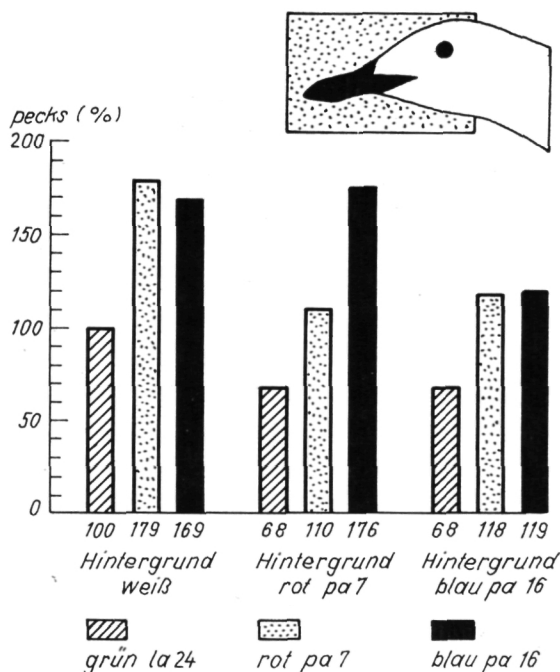 pecks (%)
200
150
100
50
0
100 179 169 68 110 176 68 118 119
Hintergrund Hintergrund Hintergrund
weiß rot pa 7 blau pa 16
grün la 24 rot pa 7 blau pa 16